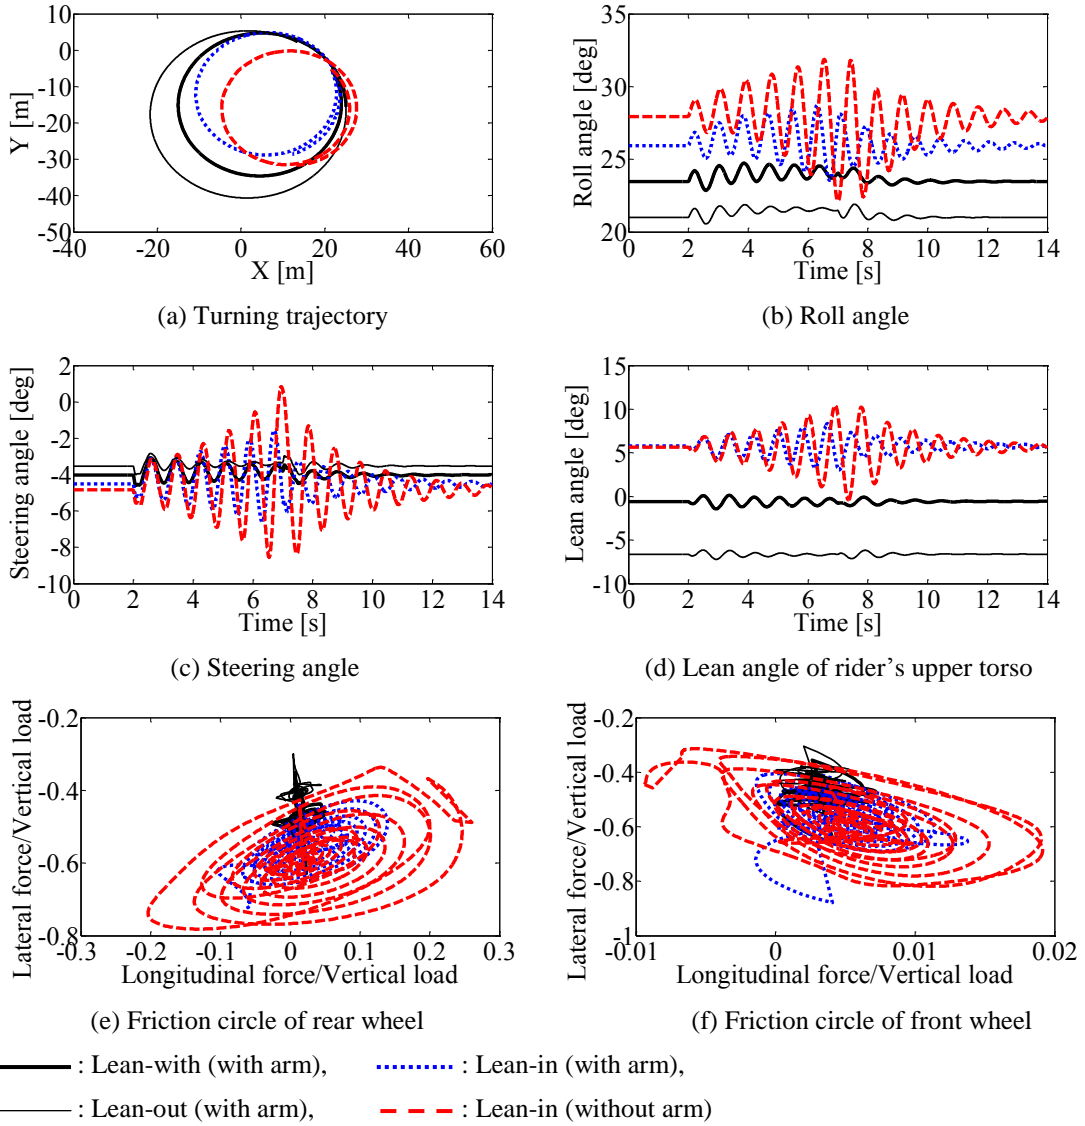 10
0
-10
-20
-30
-40
-50
-40 -20 0 20 40 60
Y [m]
X [m]
(a) Turning trajectory
35
30
25
20
0 2 4 6 8 10 12 14
Roll angle [deg]
Time [s]
(b) Roll angle
2
0
-2
-4
-6
-8
-10
0 2 4 6 8 10 12 14
Steering angle [deg]
Time [s]
(c) Steering angle
15
10
5
0
-5
-10
0 2 4 6 8 10 12 14
Lean angle [deg]
Time [s]
(d) Lean angle of rider's upper torso
-0.2
-0.4
-0.6
-0.8
-0.3 -0.2 -0.1 0 0.1 0.2 0.3
Lateral force/Vertical load
Longitudinal force/Vertical load
(e) Friction circle of rear wheel
-0.2
-0.4
-0.6
-0.8
-1
-0.01 0 0.01 0.02
Lateral force/Vertical load
Longitudinal force/Vertical load
(f) Friction circle of front wheel
: Lean-with (with arm), : Lean-in (with arm),
: Lean-out (with arm), : Lean-in (without arm)